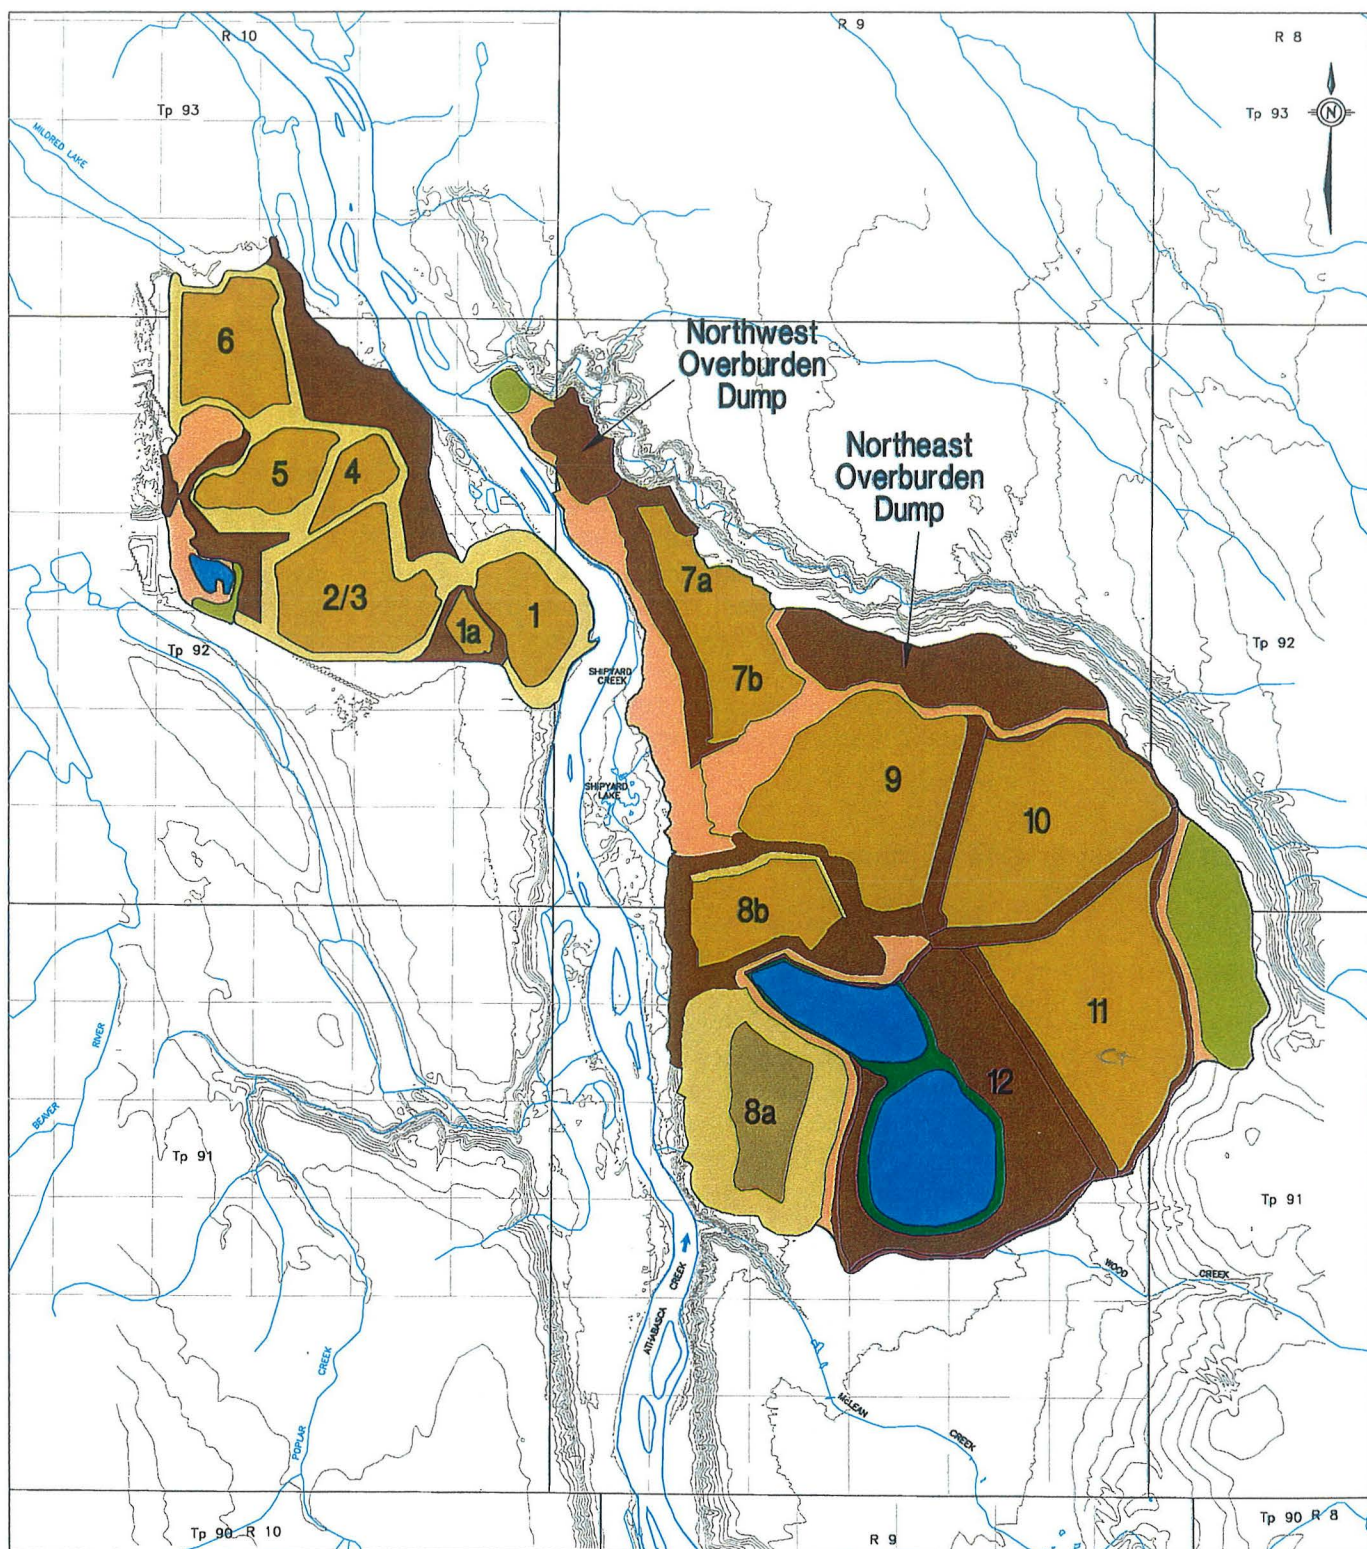 R 10
R 9
R 8
Tp 93
Tp 93
N
MILDRED LAKE
Northwest
Overburden
Dump
6
Northeast
Overburden
Dump
5
4
7a
2/3
1
1a
Tp 92
SHIPYARD
CREEK
7b
Tp 92
SHIPYARD
LAKE
9
10
8b
11
RIVER
BEAVER
12
8a
Tp 91
Tp 91
WOOD
CREEK
ATHABASCA
CREEK
McLEAN
CREEK
POPLAR
CREEK
Tp 90 R 10
R 9
Tp 90 R 8